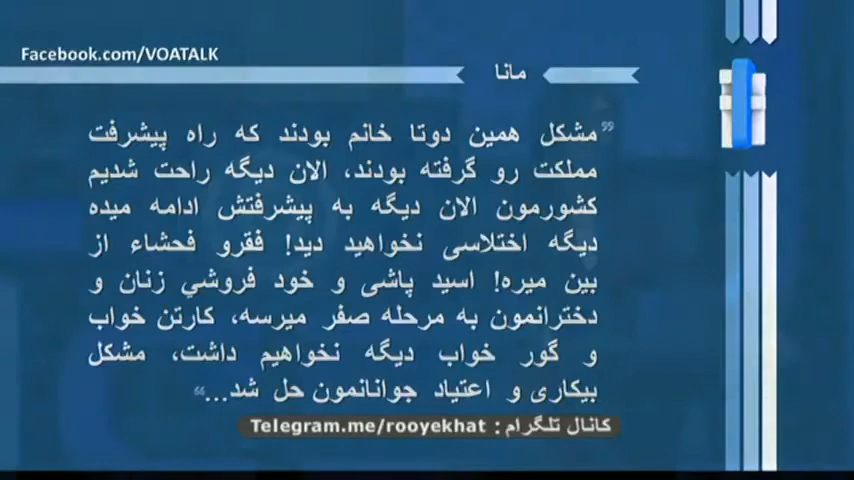 Facebook.com/VOATALK
مانا
”مشکل همین دوتا خانم بودند که راه پیشرفت
مملکت رو گرفته بودند، الان دیگه راحت شدیم
کشورمون الان دیگه به پیشرفتش ادامه میده
دیگه اختلاسی نخواهید دید! فقرو فحشاء از
بین میره! اسید پاشی و خود فروشي زنان و
دخترانمون به مرحله صفر میرسه، کارتن خواب
و گور خواب دیگه نخواهیم داشت، مشکل
بیکاری و اعتیاد جوانانمون حل شد...“
کانال تلگرام : Telegram.me/rooyekhat